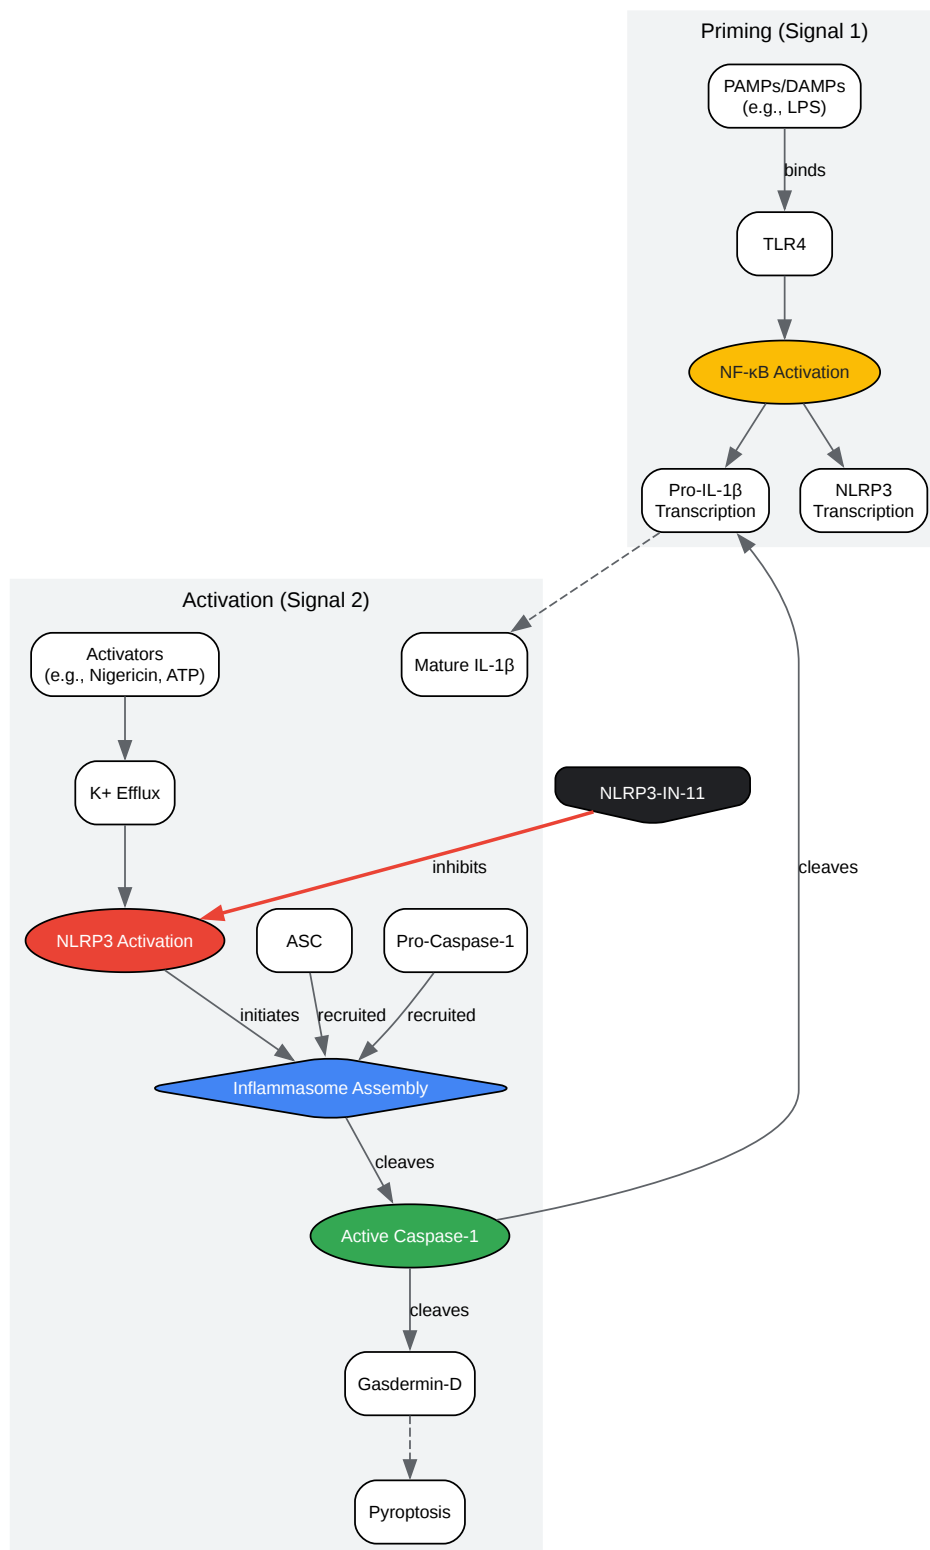 Priming (Signal 1)
PAMPs/DAMPs
(e.g., LPS)
binds
TLR4
NF-κB Activation
Pro-IL-1β
Transcription
NLRP3
Transcription
Activation (Signal 2)
Activators
(e.g., Nigericin, ATP)
Mature IL-1β
K+ Efflux
NLRP3-IN-11
inhibits
cleaves
NLRP3 Activation
ASC
Pro-Caspase-1
initiates
recruited
recruited
Inflammasome Assembly
cleaves
Active Caspase-1
cleaves
Gasdermin-D
Pyroptosis